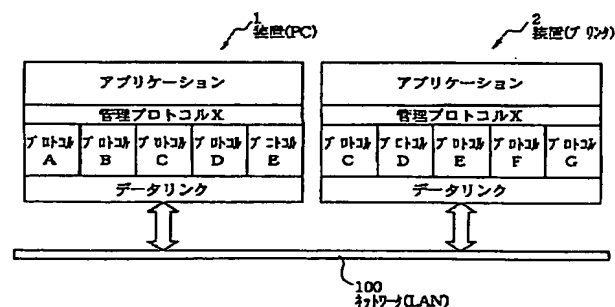 1
装置(PC)
2
装置(プリンタ)
アプリケーション
管理プロトコルX
プロトコル プロトコル プロトコル プロトコル プロトコル
A B C D E
データリンク
アプリケーション
管理プロトコルX
プロトコル プロトコル プロトコル プロトコル プロトコル
C D E F G
データリンク
100
ネットワーク(LAN)